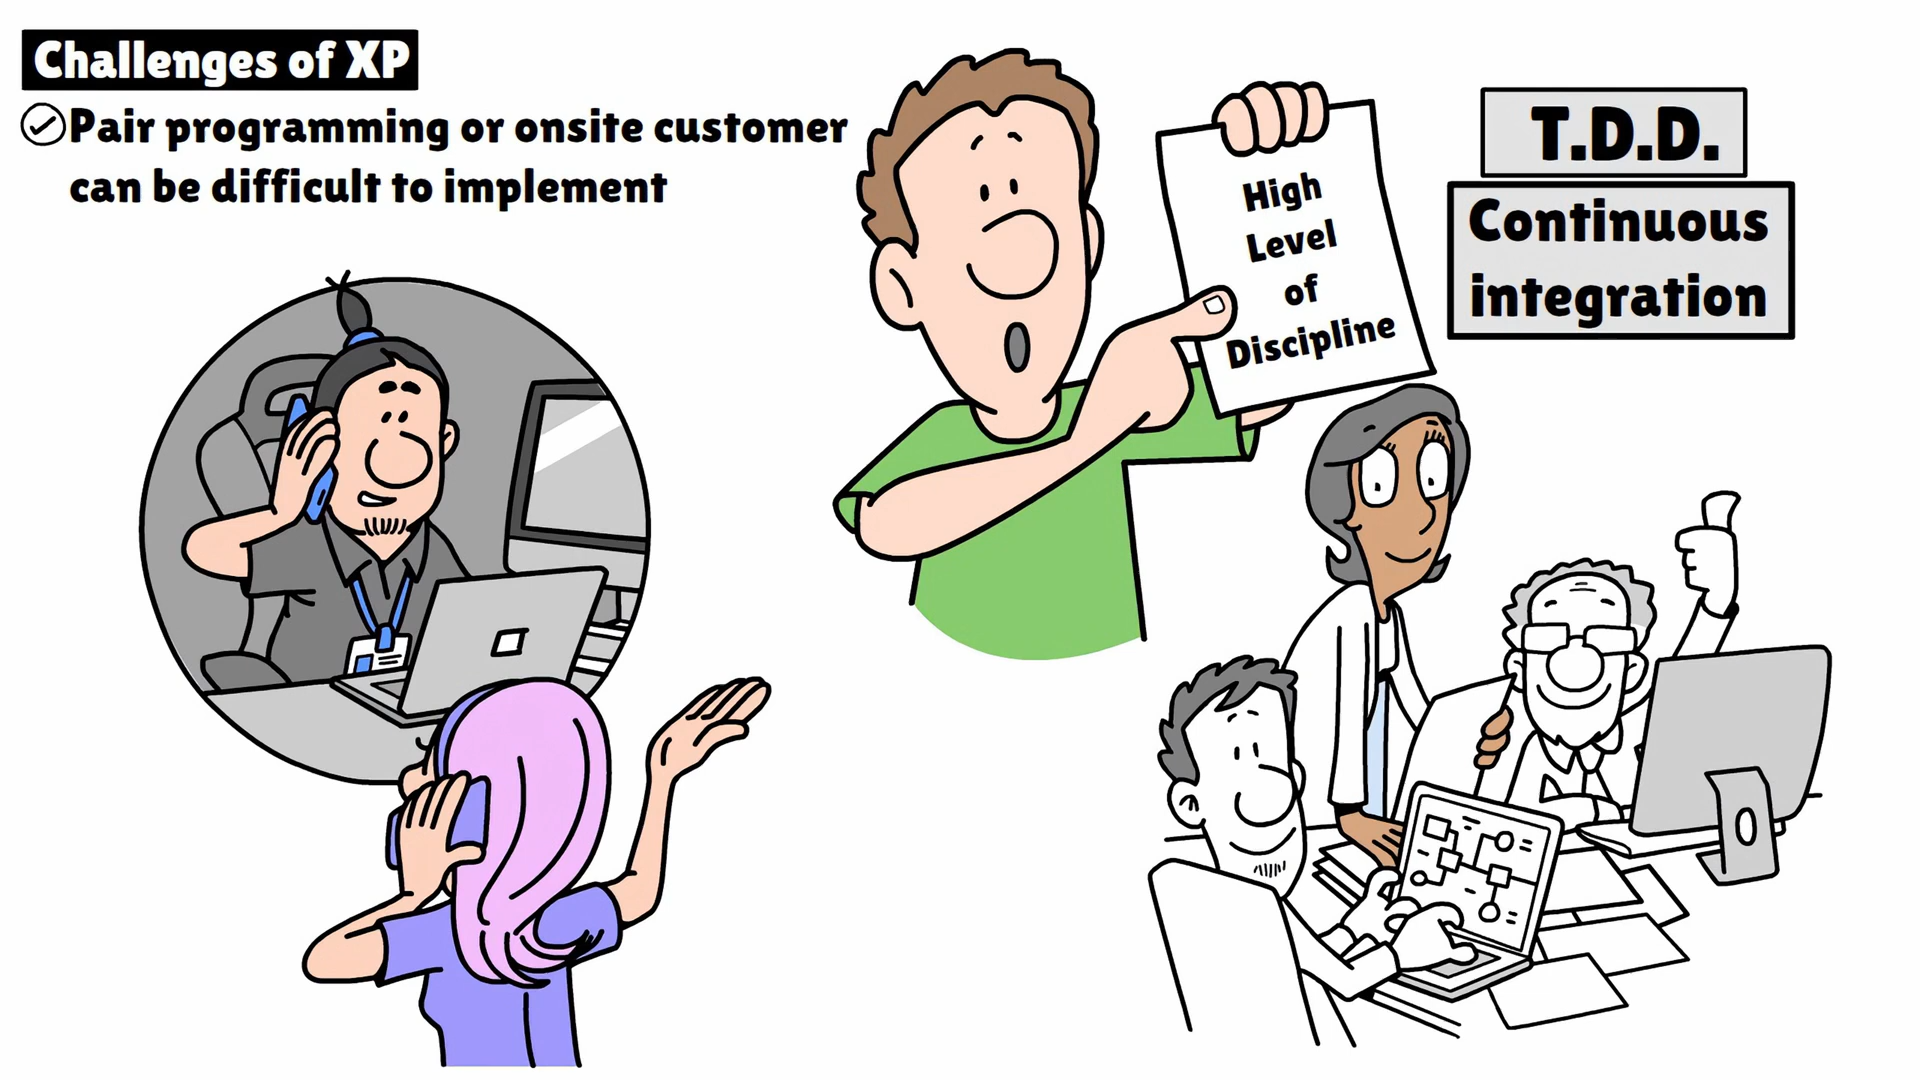 Challenges of XP
Pair programming or onsite customer
can be difficult to implement
High
Level
of
Discipline
T.D.D.
Continuous
integration